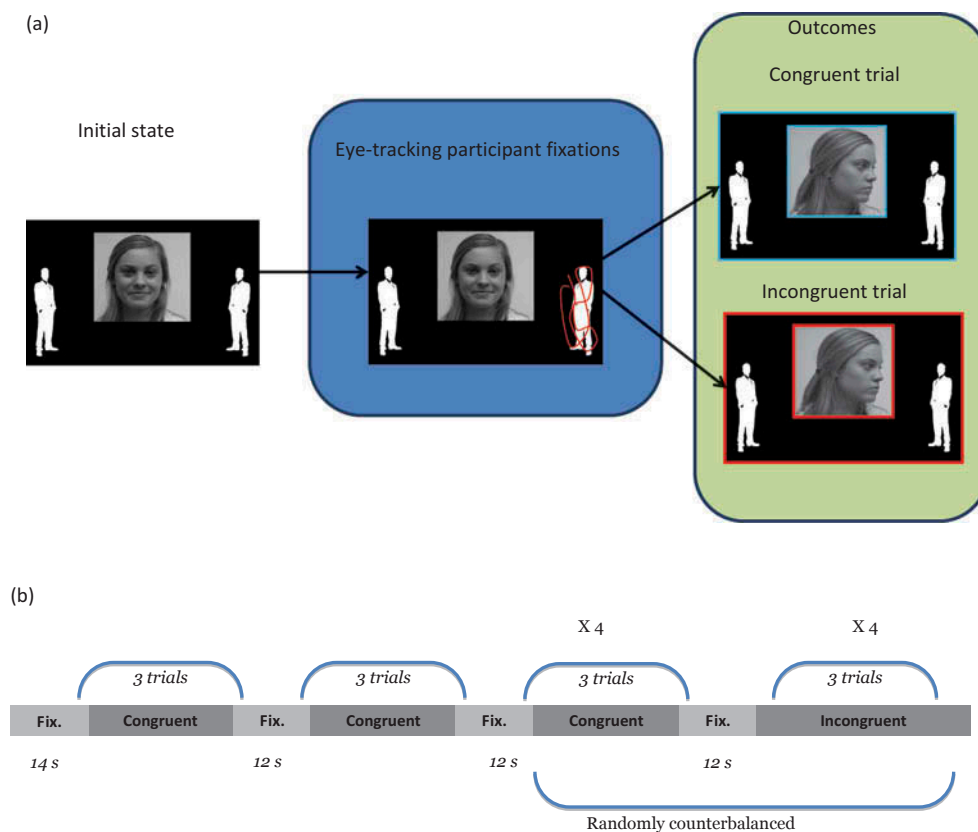 (a)
Outcomes
Congruent trial
Initial state
Eye-tracking participant fixations
Incongruent trial
(b)
X 4 X 4
3 trials 3 trials 3 trials 3 trials
Fix. Congruent Fix. Congruent Fix. Congruent Fix. Incongruent
14 s 12 s 12 s 12 s
Randomly counterbalanced